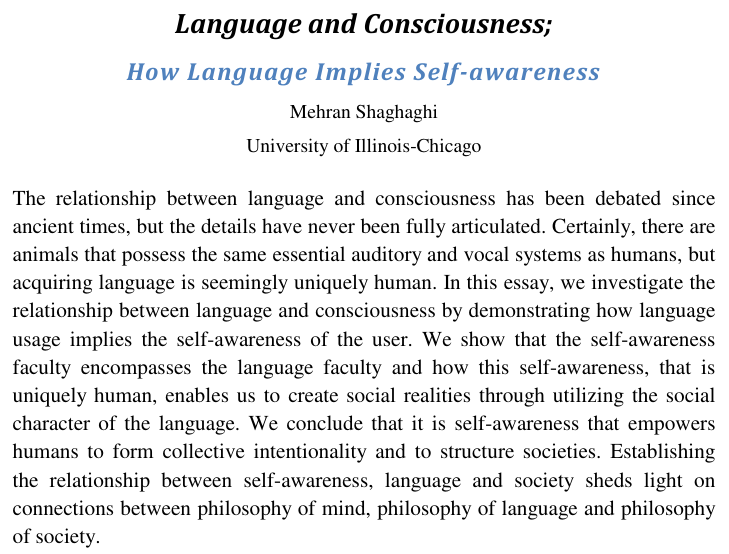 Language and Consciousness;
How Language Implies Self-awareness
Mehran Shaghaghi
University of Illinois-Chicago
The relationship between language and consciousness has been debated since
ancient times, but the details have never been fully articulated. Certainly, there are
animals that possess the same essential auditory and vocal systems as humans, but
acquiring language is seemingly uniquely human. In this essay, we investigate the
relationship between language and consciousness by demonstrating how language
usage implies the self-awareness of the user. We show that the self-awareness
faculty encompasses the language faculty and how this self-awareness, that is
uniquely human, enables us to create social realities through utilizing the social
character of the language. We conclude that it is self-awareness that empowers
humans to form collective intentionality and to structure societies. Establishing
the relationship between self-awareness, language and society sheds light on
connections between philosophy of mind, philosophy of language and philosophy
of society.